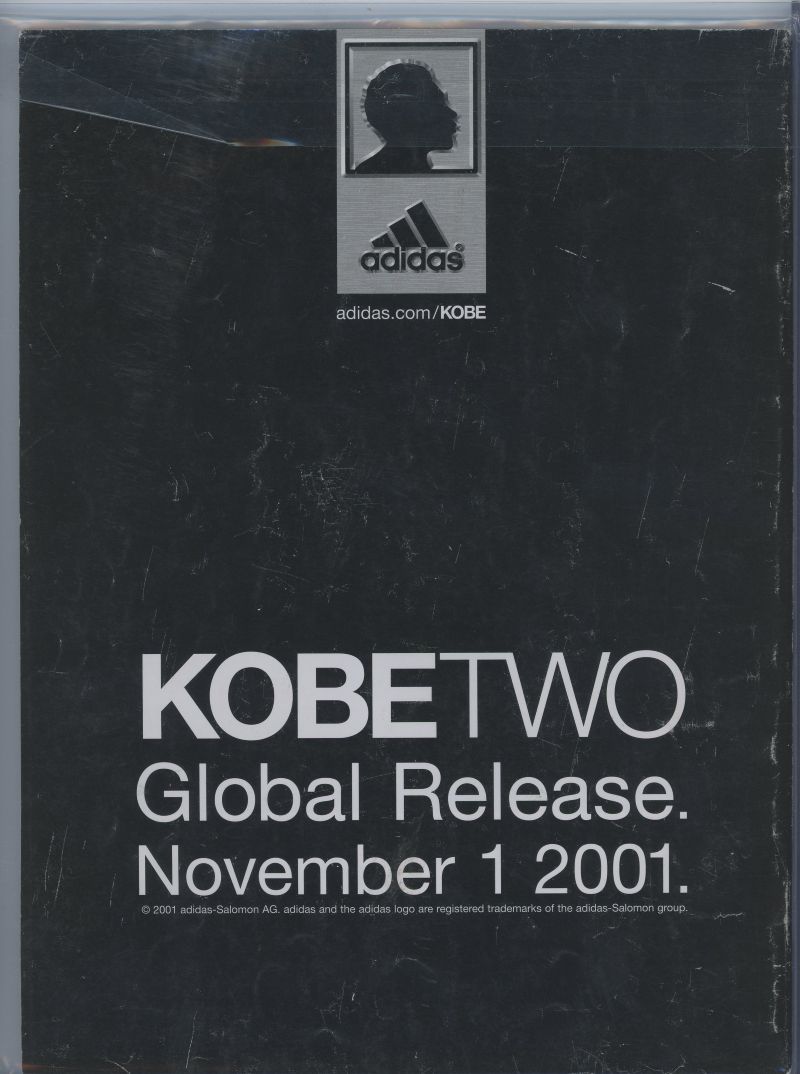 adidas®
adidas.com/KOBE
KOBETWO
Global Release.
November 1 2001.
© 2001 adidas-Salomon AG. adidas and the adidas logo are registered trademarks of the adidas-Salomon group.